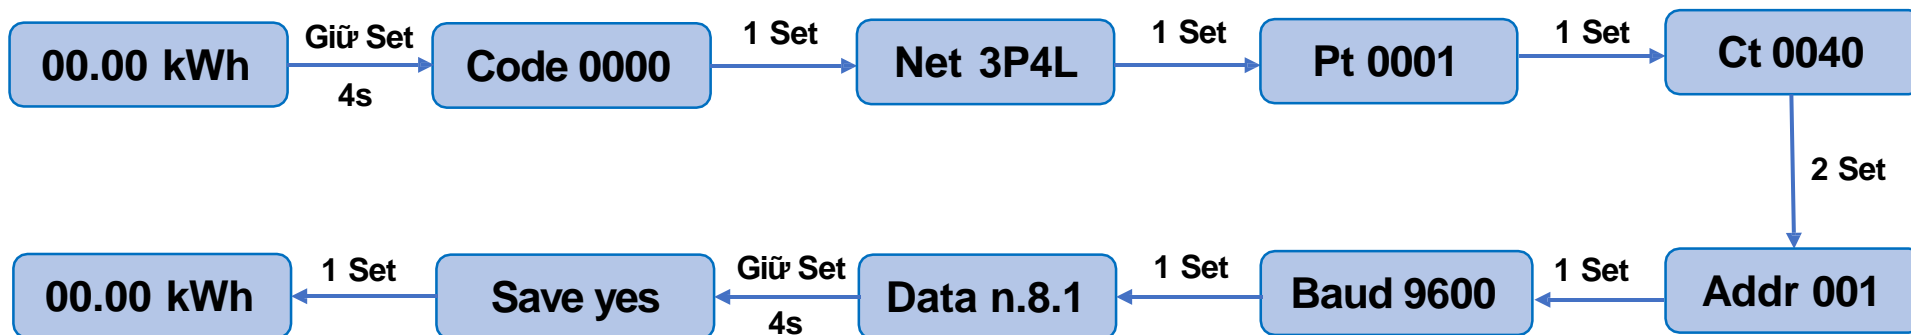 00.00 kWh
Giữ Set
4s
Code 0000
1 Set
Net 3P4L
1 Set
Pt 0001
1 Set
Ct 0040
2 Set
Addr 001
1 Set
Baud 9600
1 Set
Data n.8.1
Giữ Set
4s
Save yes
1 Set
00.00 kWh